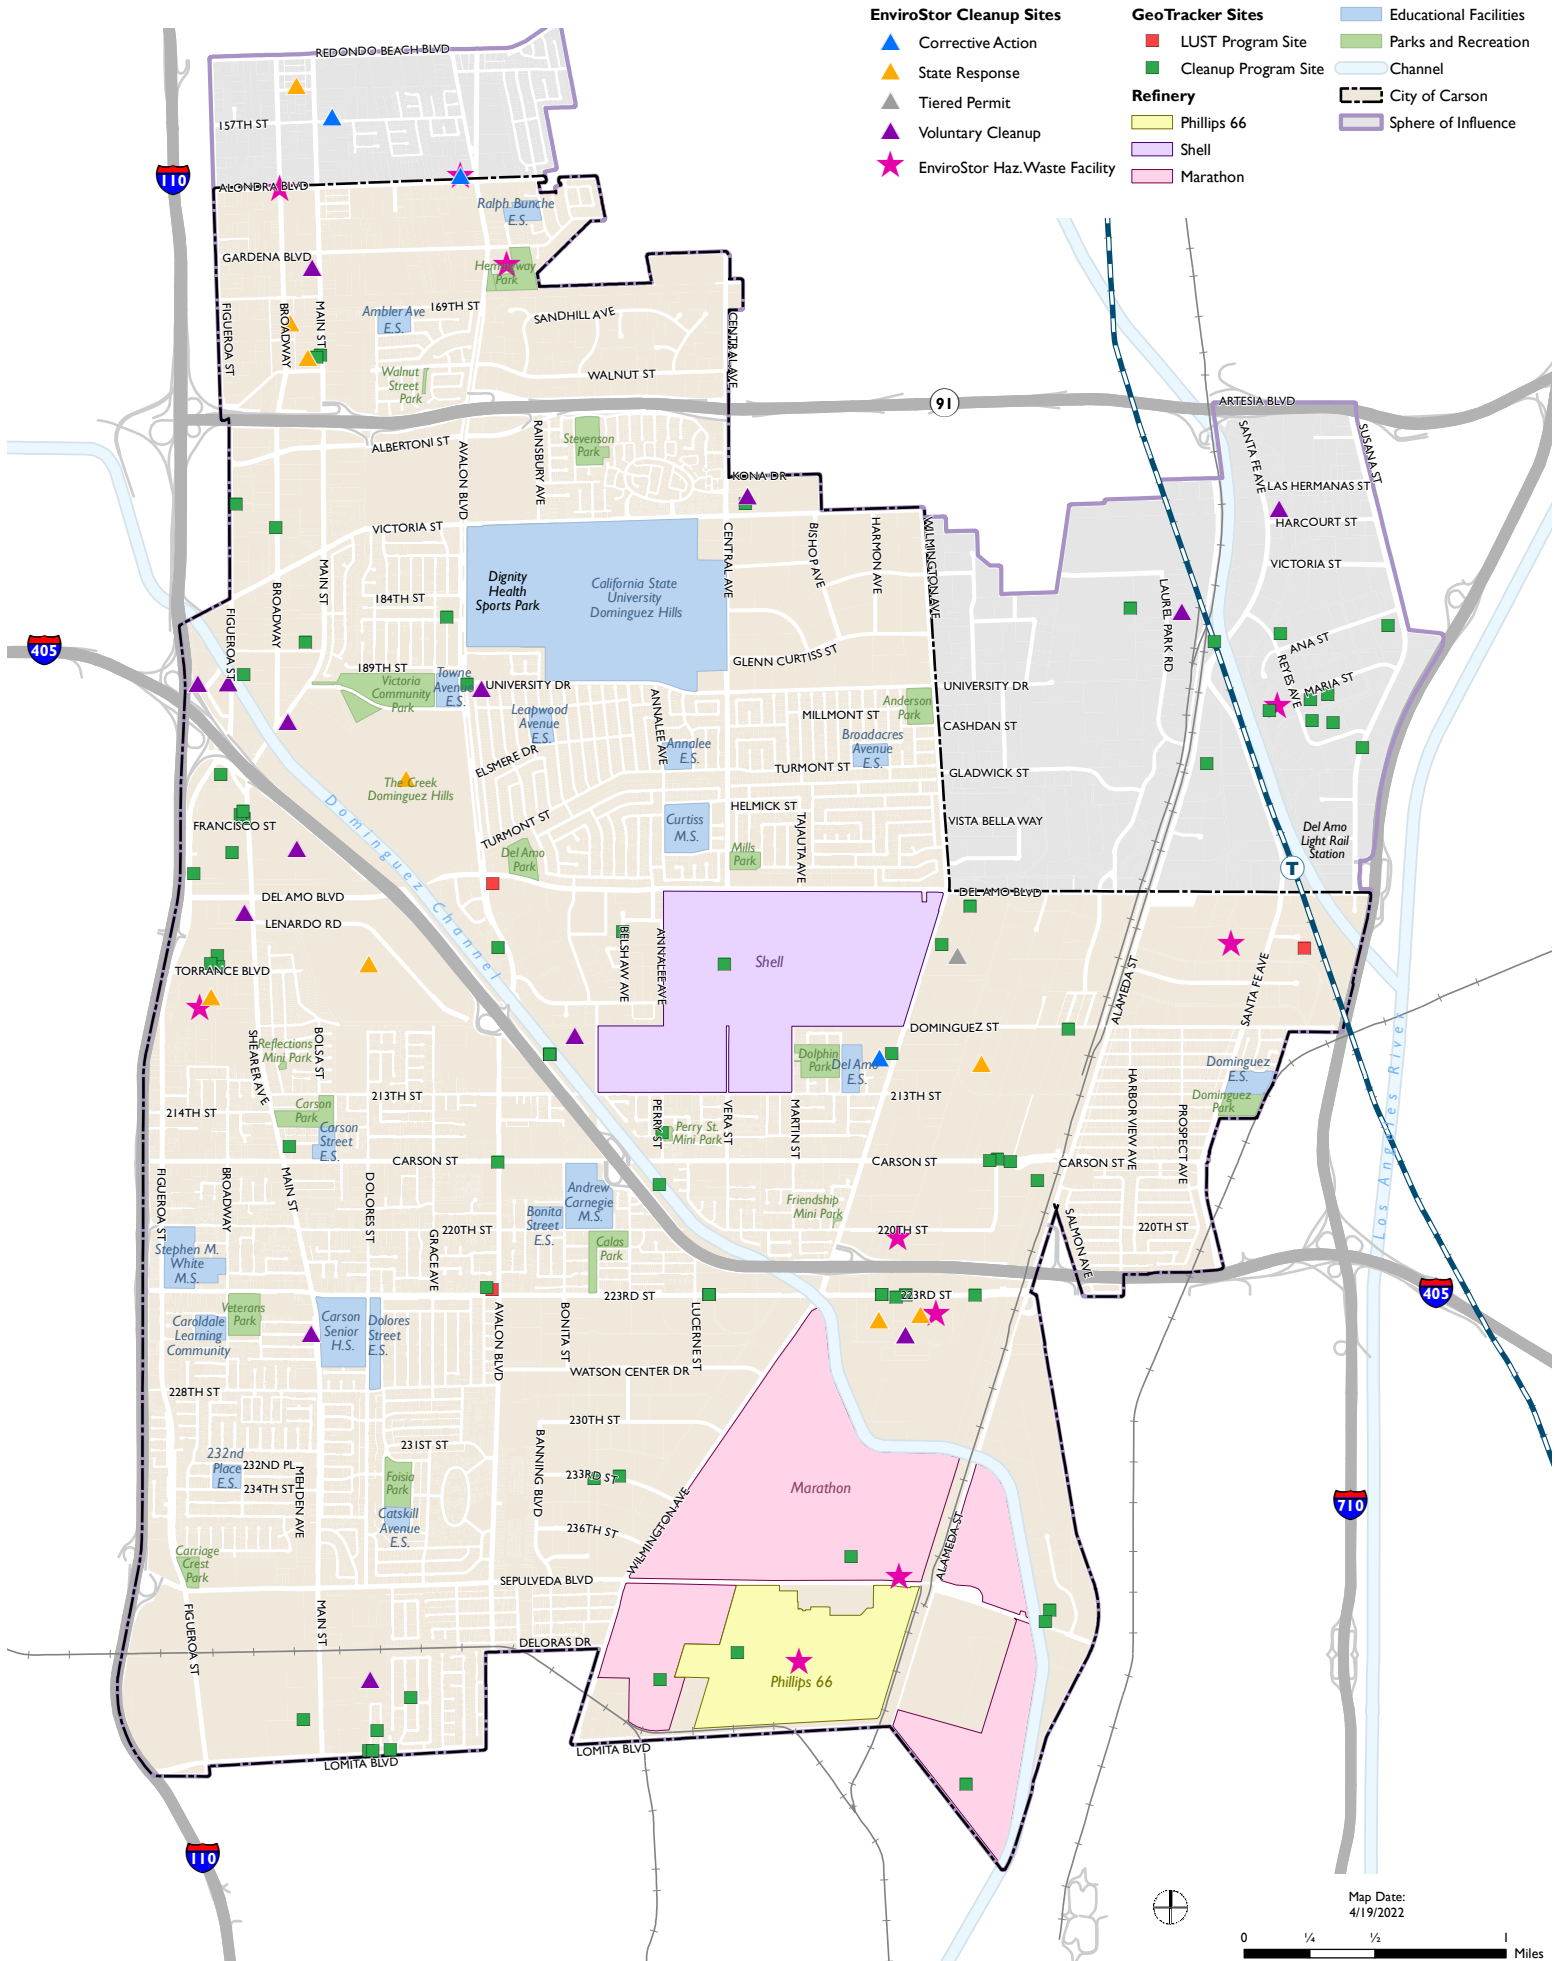 EnviroStor Cleanup Sites
Corrective Action
State Response
Tiered Permit
Voluntary Cleanup
EnviroStor Haz. Waste Facility
GeoTracker Sites
LUST Program Site
Cleanup Program Site
Refinery
Phillips 66
Shell
Marathon
Educational Facilities
Parks and Recreation
Channel
City of Carson
Sphere of Influence
REDONDO BEACH BLVD
157TH ST
110
ALONDRA BLVD
Ralph Bunche
E.S.
GARDENA BLVD
Hemingway
Park
FIGUEROA ST
BROADWAY
MAIN ST
Ambler Ave
E.S.
169TH ST
SANDHILL AVE
CENTRAL AVE
Walnut
Street
Park
WALNUT ST
91
ARTESIA BLVD
ALBERTONI ST
AVALON BLVD
RAINSBURY AVE
Stevenson
Park
SANTA FE AVE
SUSANA ST
KONA DR
LAS HERMANAS ST
HARCOURT ST
VICTORIA ST
VICTORIA ST
CENTRAL AVE
BISHOP AVE
HARMON AVE
WILMINGTON AVE
MAIN ST
BROADWAY
FIGUEROA ST
184TH ST
Dignity
Health
Sports Park
California State
University
Dominguez Hills
LAUREL PARK RD
405
189TH ST
Victoria
Community
Park
Towne
Avenue
E.S.
UNIVERSITY DR
GLENN CURTISS ST
UNIVERSITY DR
ANA ST
REYES AVE
MARIA ST
Leapwood
Avenue
E.S.
ANNALEE AVE
Annalee
E.S.
MILLMONT ST
Anderson
Park
CASHDAN ST
Broadacres
Avenue
E.S.
ELSMERE DR
TURMONT ST
GLADWICK ST
The Creek
Dominguez Hills
HELMICK ST
Curtiss
M.S.
TAJAUTA AVE
VISTA BELLA WAY
Del Amo
Light Rail
Station
T
FRANCISCO ST
TURMONT ST
Del Amo
Park
Mills
Park
Dominguez Channel
DEL AMO BLVD
DEL AMO BLVD
LENARDO RD
TORRANCE BLVD
BELSHAW AVE
ANNALEE AVE
Shell
ALAMEDA ST
SANTA FE AVE
DOMINGUEZ ST
SHEARER AVE
BOLSA ST
Reflections
Mini Park
Dolphin
Park
Del Amo
E.S.
Dominguez
E.S.
Dominguez
Park
Los Angeles River
213TH ST
213TH ST
214TH ST
Carson
Park
Carson
Street
E.S.
PERRY ST
Perry St.
Mini Park
VERA ST
MARTIN ST
HARBOR VIEW AVE
PROSPECT AVE
CARSON ST
CARSON ST
CARSON ST
FIGUEROA ST
BROADWAY
MAIN ST
DOLORES ST
GRACE AVE
220TH ST
Bonita
Street
E.S.
Andrew
Carnegie
M.S.
Calas
Park
Friendship
Mini Park
220TH ST
SALMON AVE
220TH ST
Stephen M.
White
M.S.
405
223RD ST
223RD ST
Veterans
Park
Caroldale
Learning
Community
Carson
Senior
H.S.
Dolores
Street
E.S.
AVALON BLVD
BONITA ST
LUCERNE ST
WATSON CENTER DR
228TH ST
230TH ST
231ST ST
232nd
Place
E.S.
232ND PL
234TH ST
MEHDEN AVE
Foisia
Park
Catskill
Avenue
E.S.
BANNING BLVD
233RD ST
236TH ST
WILMINGTON AVE
Marathon
ALAMEDA ST
710
Carriage
Crest
Park
SEPULVEDA BLVD
FIGUEROA ST
MAIN ST
DELORAS DR
Phillips 66
LOMITA BLVD
LOMITA BLVD
110
Map Date:
4/19/2022
0 ¼ ½ 1
Miles